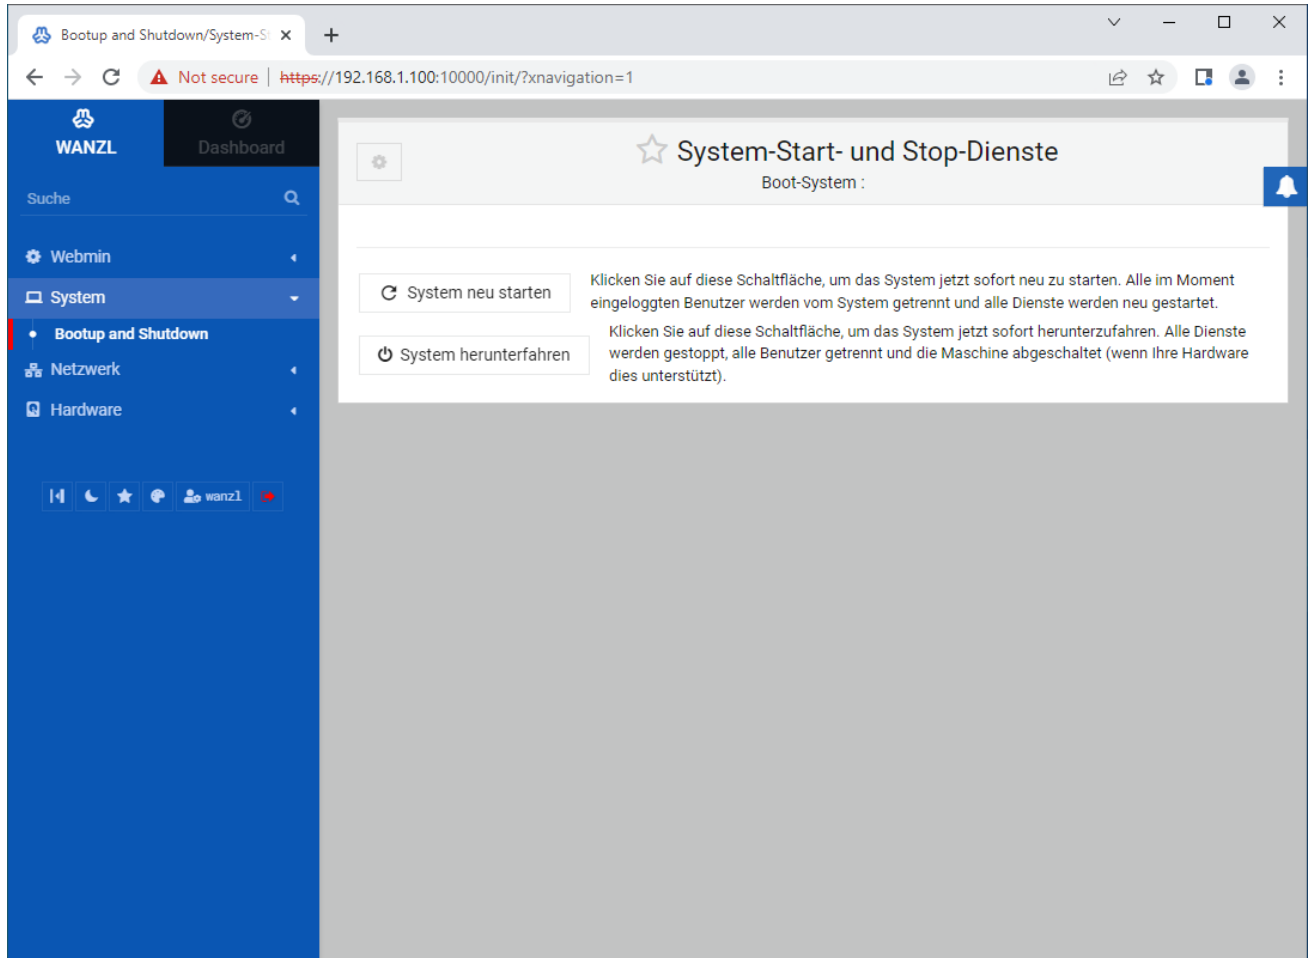 Bootup and Shutdown/System-S
Not secure | https://192.168.1.100:10000/init/?xnavigation=1
WANZL
Dashboard
Suche
Webmin
System
Bootup and Shutdown
Netzwerk
Hardware
wanzl
System-Start- und Stop-Dienste
Boot-System :
System neu starten
Klicken Sie auf diese Schaltfläche, um das System jetzt sofort neu zu starten. Alle im Moment
eingeloggten Benutzer werden vom System getrennt und alle Dienste werden neu gestartet.
System herunterfahren
Klicken Sie auf diese Schaltfläche, um das System jetzt sofort herunterzufahren. Alle Dienste
werden gestoppt, alle Benutzer getrennt und die Maschine abgeschaltet (wenn Ihre Hardware
dies unterstützt).